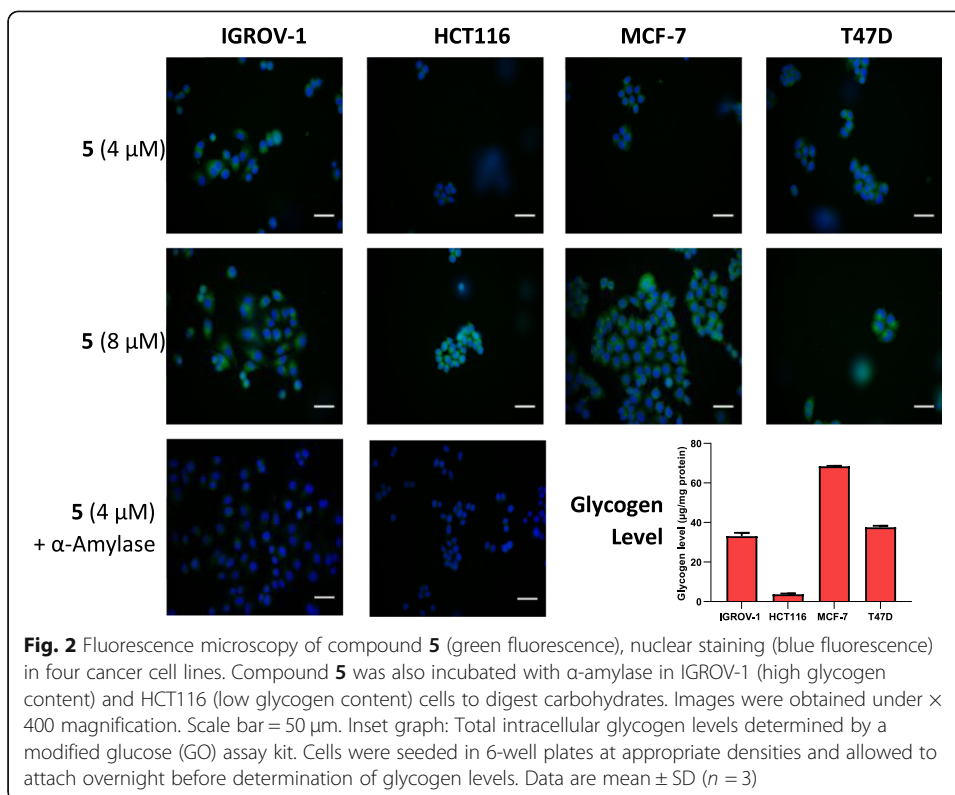 IGROV-1 HCT116 MCF-7 T47D
5 (4 µM)
5 (8 µM)
5 (4 µM)
+ α-Amylase
Glycogen
Level
Glycogen level (µg/mg protein)
80
60
40
20
0
IGROV-1 HCT116 MCF-7 T47D
Fig. 2 Fluorescence microscopy of compound 5 (green fluorescence), nuclear staining (blue fluorescence)
in four cancer cell lines. Compound 5 was also incubated with α-amylase in IGROV-1 (high glycogen
content) and HCT116 (low glycogen content) cells to digest carbohydrates. Images were obtained under ×
400 magnification. Scale bar = 50 µm. Inset graph: Total intracellular glycogen levels determined by a
modified glucose (GO) assay kit. Cells were seeded in 6-well plates at appropriate densities and allowed to
attach overnight before determination of glycogen levels. Data are mean ± SD (n = 3)